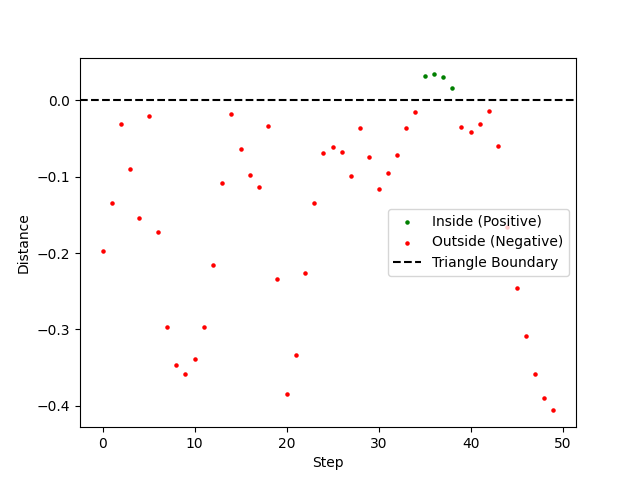 0.0
−0.1
−0.2
−0.3
−0.4
Distance
Inside (Positive)
Outside (Negative)
Triangle Boundary
0 10 20 30 40 50
Step